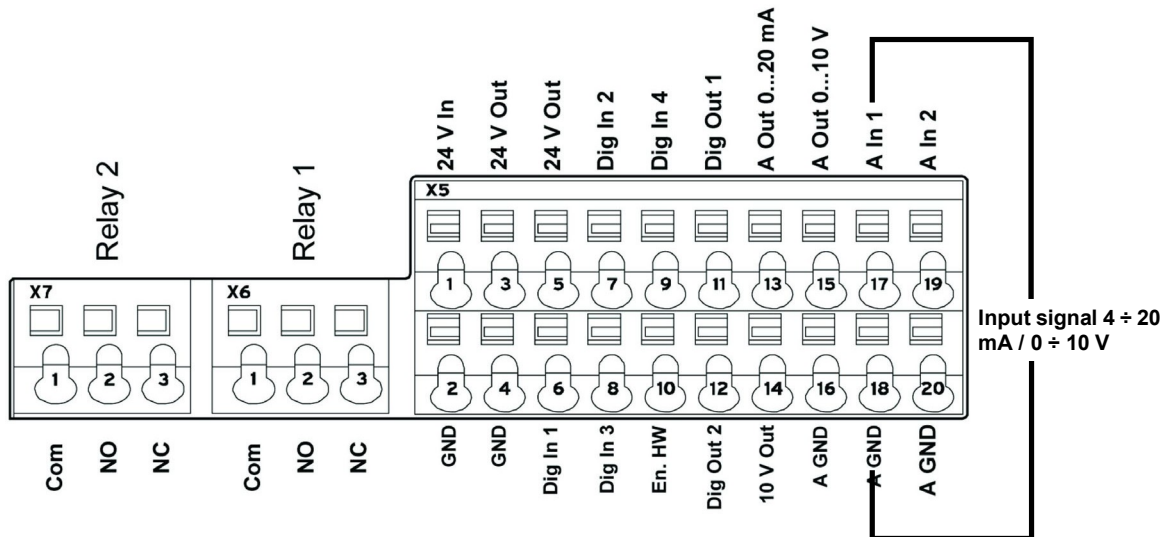 24 V In
24 V Out
24 V Out
Dig In 2
Dig In 4
Dig Out 1
A Out 0...20 mA
A Out 0...10 V
A In 1
A In 2
Relay 2
Relay 1
X5
1 3 5 7 9 11 13 15 17 19
X7
X6
1 2 3
1 2 3
2 4 6 8 10 12 14 16 18 20
Input signal 4 ÷ 20
mA / 0 ÷ 10 V
Com
NO
NC
Com
NO
NC
GND
GND
Dig In 1
Dig In 3
En. HW
Dig Out 2
10 V Out
A GND
A GND
A GND